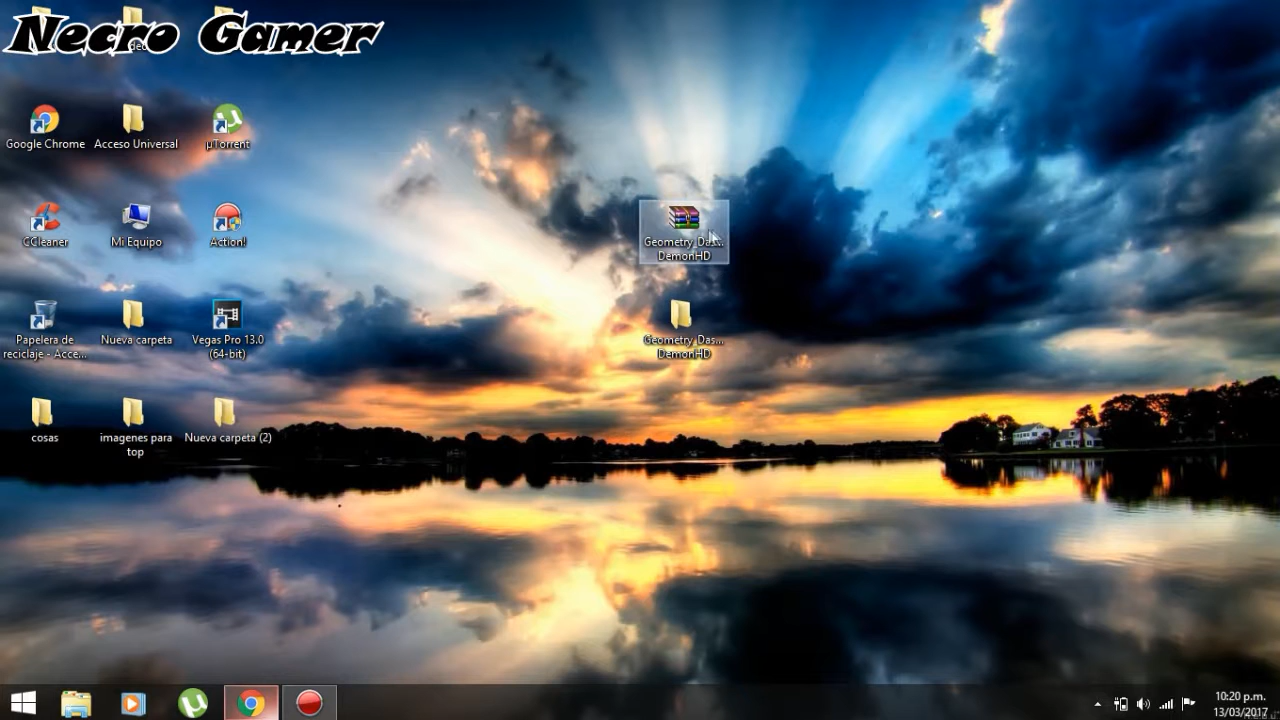 Necro Gamer
Google Chrome
Acceso Universal
µTorrent
CCleaner
Mi Equipo
Action!
Geometry Das...
DemonHD
Papelera de
reciclaje - Acce...
Nueva carpeta
Vegas Pro 13.0
(64-bit)
Geometry Das...
DemonHD
cosas
imagenes para
top
Nueva carpeta (2)
10:20 p.m.
13/03/2017